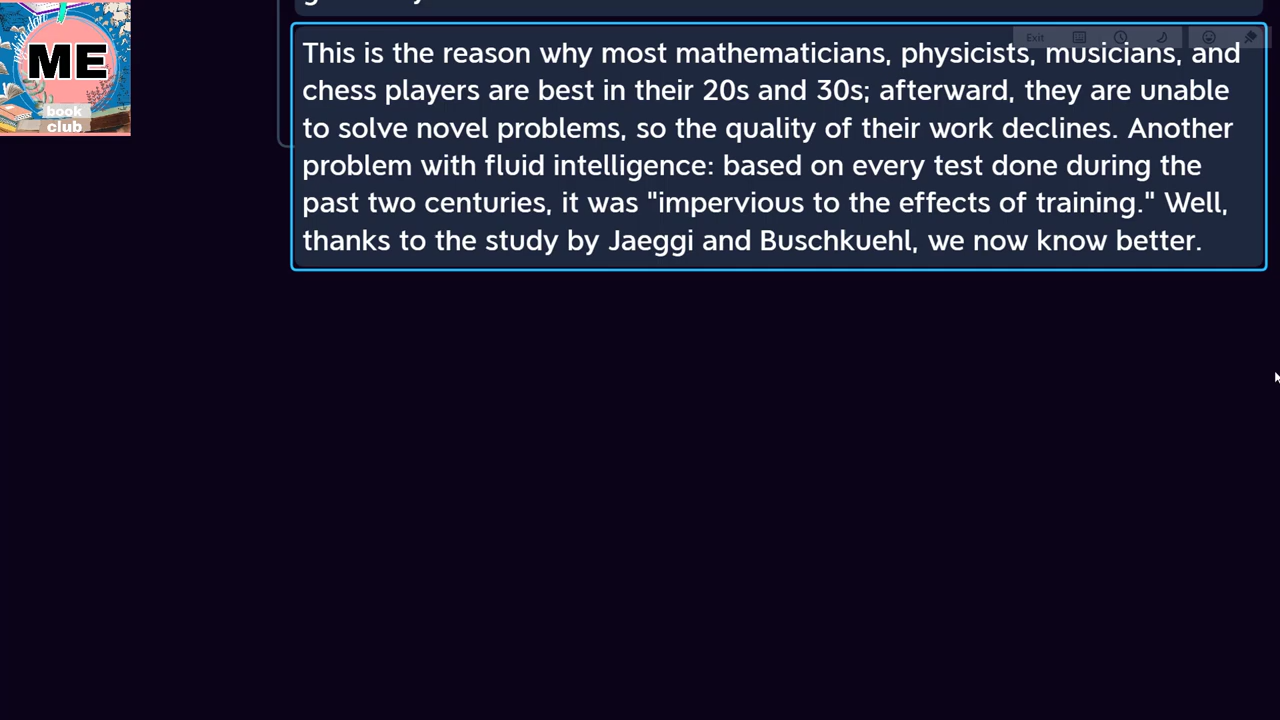 ME
book
club
Exit
This is the reason why most mathematicians, physicists, musicians, and
chess players are best in their 20s and 30s; afterward, they are unable
to solve novel problems, so the quality of their work declines. Another
problem with fluid intelligence: based on every test done during the
past two centuries, it was "impervious to the effects of training." Well,
thanks to the study by Jaeggi and Buschkuehl, we now know better.